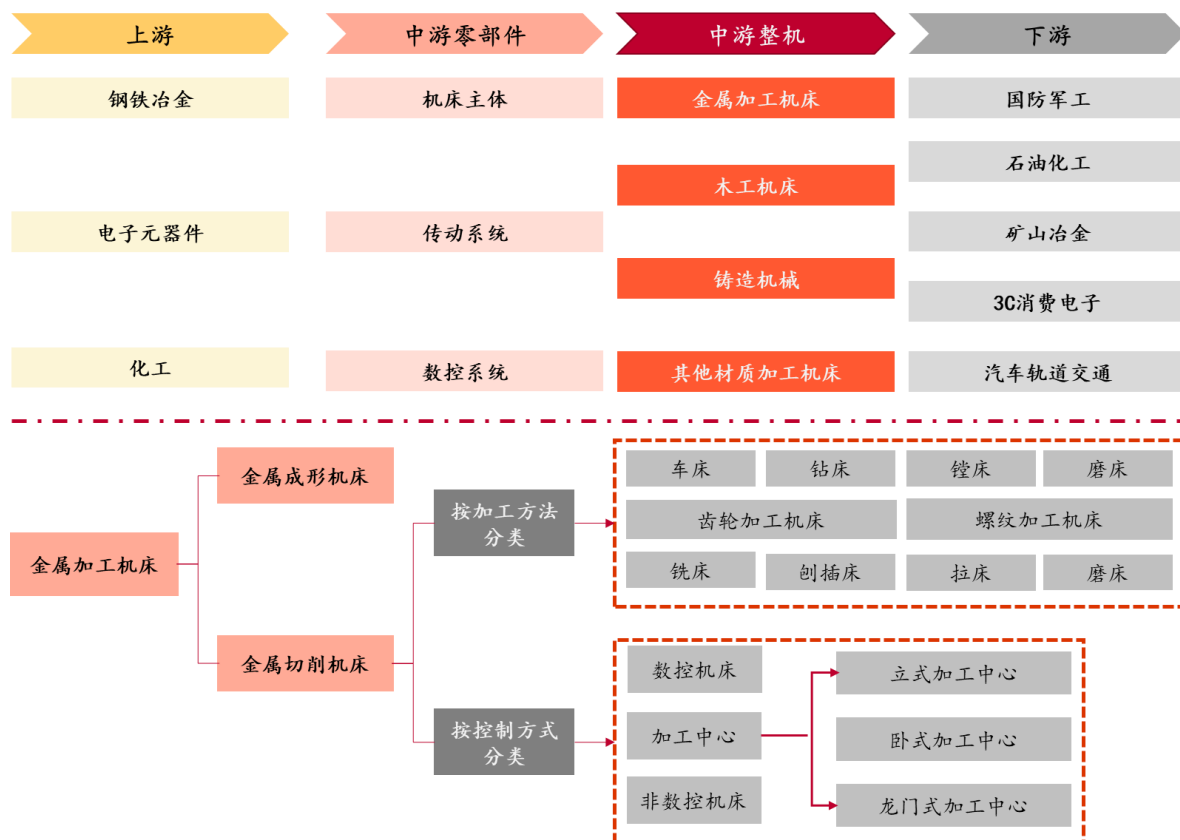 上游
中游零部件
中游整机
下游
钢铁冶金
机床主体
金属加工机床
国防军工
石油化工
木工机床
电子元器件
传动系统
矿山冶金
铸造机械
3C消费电子
化工
数控系统
其他材质加工机床
汽车轨道交通
金属加工机床
金属成形机床
金属切削机床
按加工方法
分类
车床
钻床
镗床
磨床
齿轮加工机床
螺纹加工机床
铣床
刨插床
拉床
磨床
按控制方式
分类
数控机床
加工中心
非数控机床
立式加工中心
卧式加工中心
龙门式加工中心